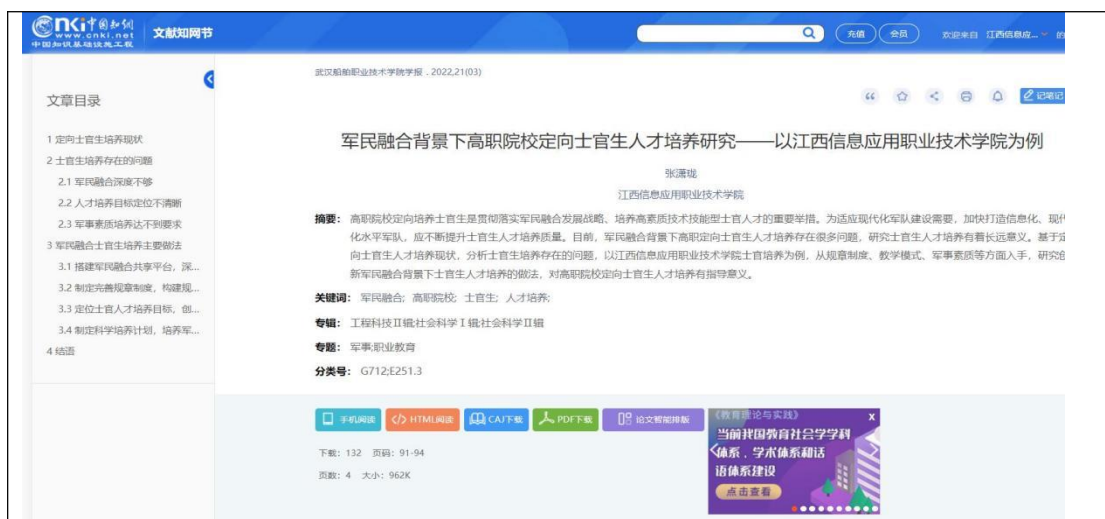 cnki中国知网
www.cnki.net
中国知识基础设施工程
文献知网节
充值
会员
欢迎来自 江西信息应... 的
文章目录
1 定向士官生培养现状
2 士官生培养存在的问题
2.1 军民融合深度不够
2.2 人才培养目标定位不清晰
2.3 军事素质培养达不到要求
3 军民融合士官生培养主要做法
3.1 搭建军民融合共享平台，深...
3.2 制定完善规章制度，构建规...
3.3 定位士官人才培养目标，创...
3.4 制定科学培养计划，培养军...
4 结语
武汉船舶职业技术学院学报 . 2022,21(03)
记笔记
军民融合背景下高职院校定向士官生人才培养研究——以江西信息应用职业技术学院为例
张潇珑
江西信息应用职业技术学院
摘要： 高职院校定向培养士官生是贯彻落实军民融合发展战略、培养高素质技术技能型士官人才的重要举措。为适应现代化军队建设需要，加快打造信息化、现代
化水平军队，应不断提升士官生人才培养质量。目前，军民融合背景下高职定向士官生人才培养存在很多问题，研究士官生人才培养有着长远意义。基于定
向士官生人才培养现状，分析士官生培养存在的问题，以江西信息应用职业技术学院士官培养为例，从规章制度、教学模式、军事素质等方面入手，研究创
新军民融合背景下士官生人才培养的做法，对高职院校定向士官生人才培养有指导意义。
关键词： 军民融合; 高职院校; 士官生; 人才培养;
专辑： 工程科技Ⅱ辑;社会科学Ⅰ辑;社会科学Ⅱ辑
专题： 军事;职业教育
分类号： G712;E251.3
手机阅读
HTML阅读
CAJ下载
PDF下载
论文智能排版
下载：132 页码：91-94
页数：4 大小：962K
《教育理论与实践》 x
当前我国教育社会学学科
体系，学术体系和话
语体系建设
点击查看